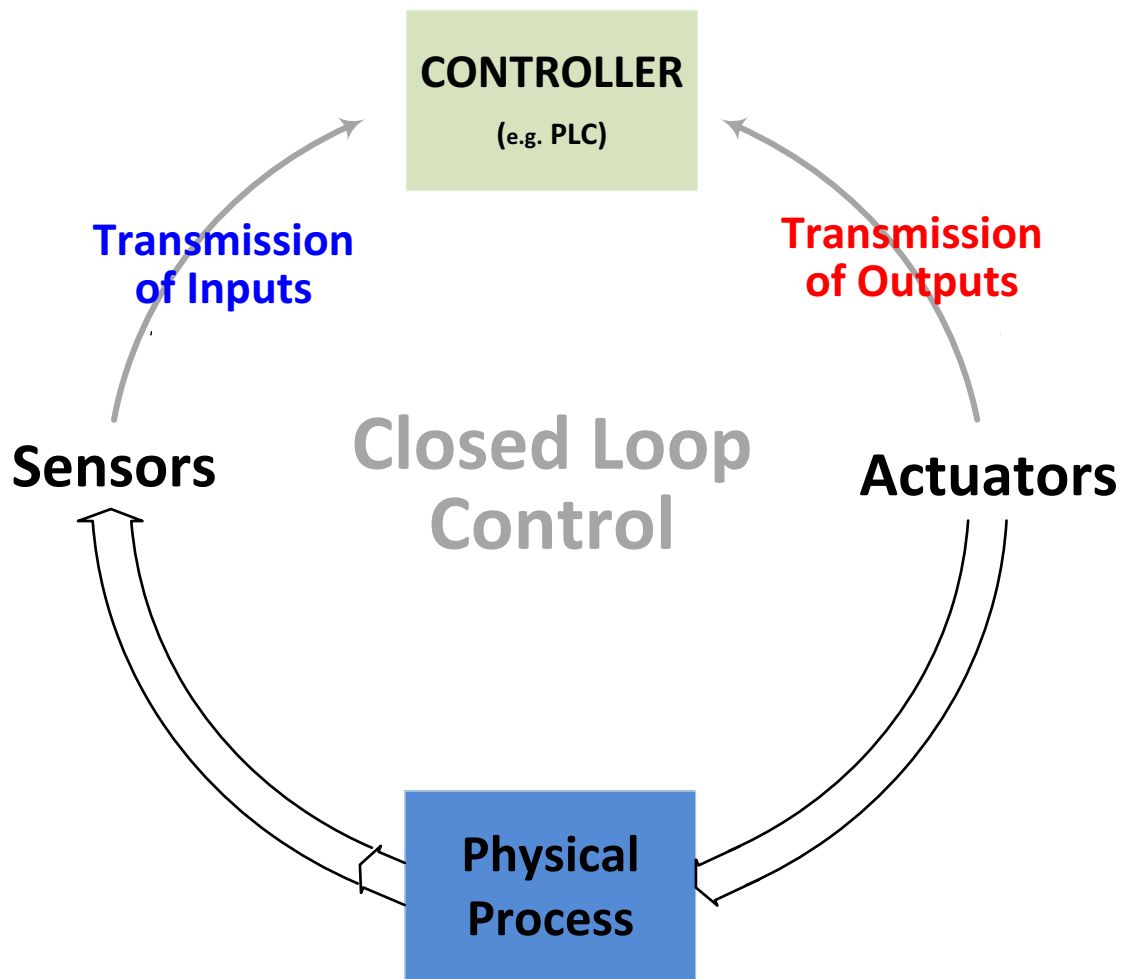 CONTROLLER
(e.g. PLC)
Transmission
of Inputs
Transmission
of Outputs
Closed Loop
Control
Sensors
Actuators
Physical
Process